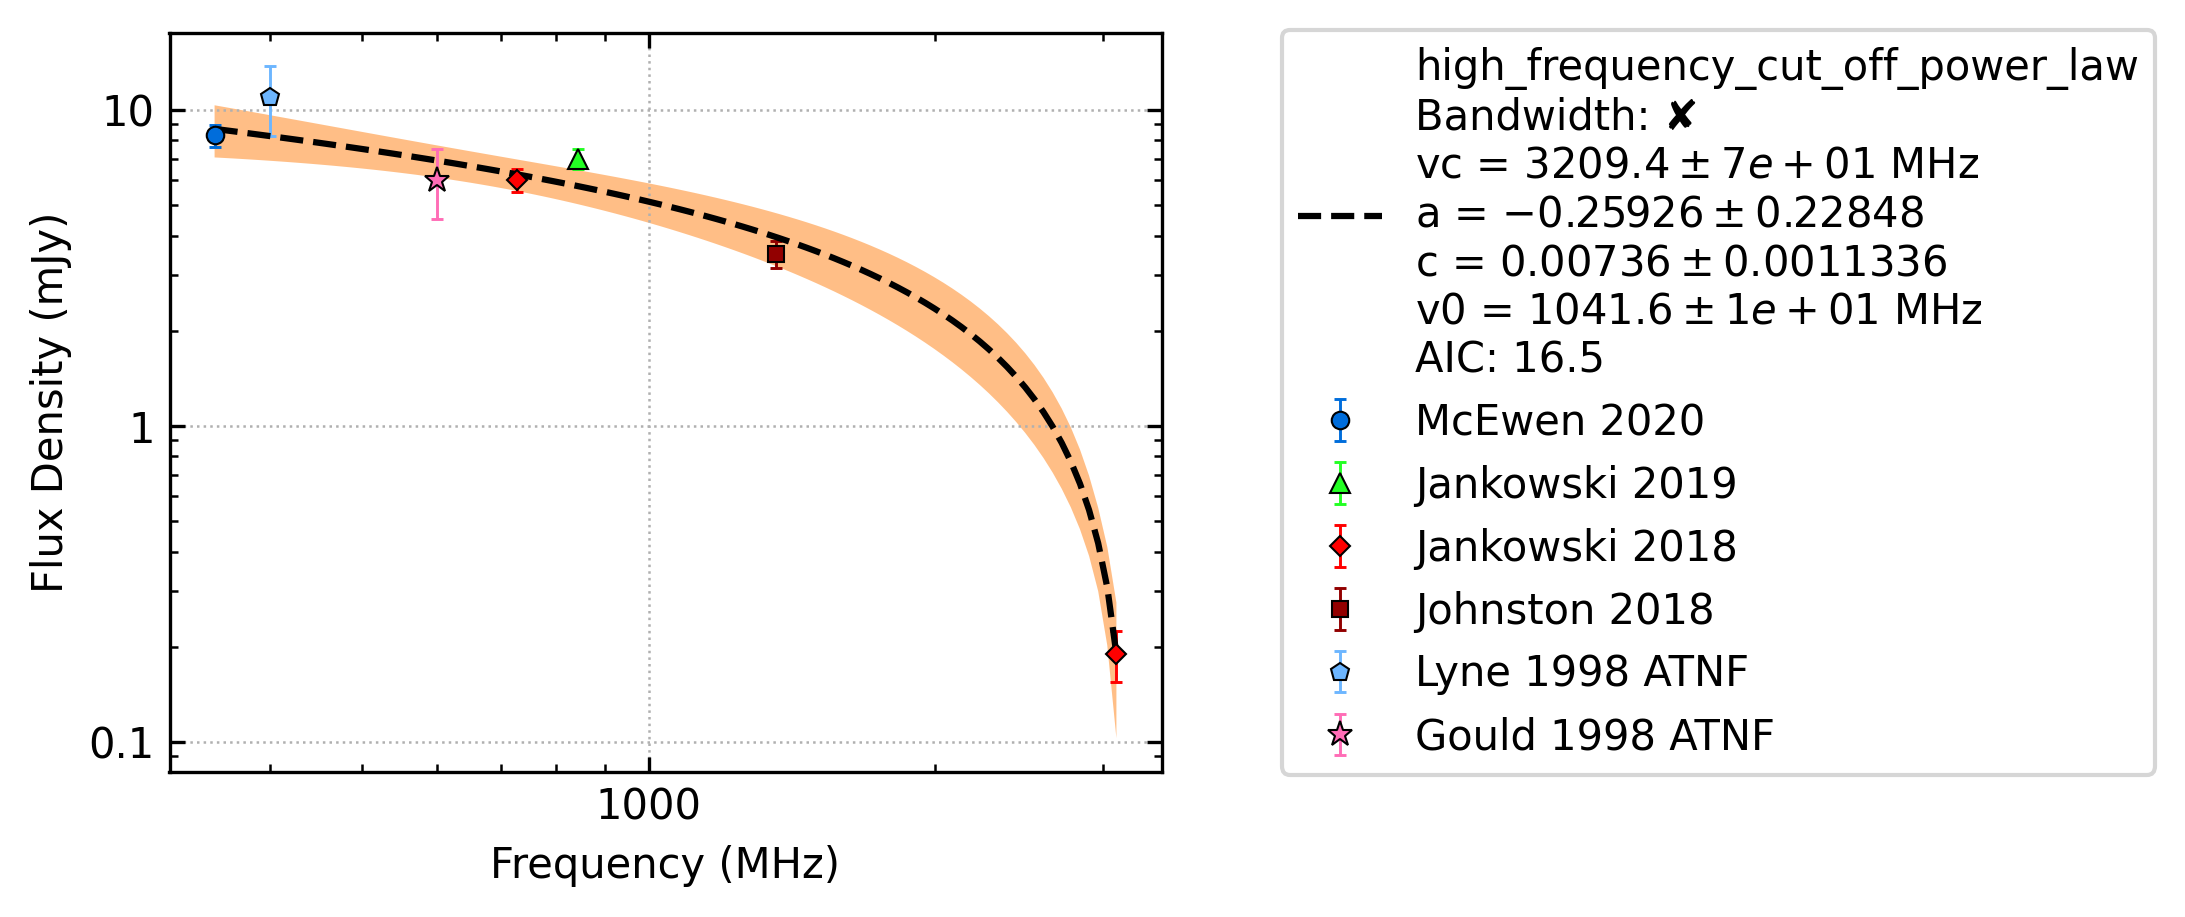 10
1
0.1
Flux Density (mJy)
1000
Frequency (MHz)
high_frequency_cut_off_power_law
Bandwidth: ✘
vc = 3209.4 ± 7e + 01 MHz
a = −0.25926 ± 0.22848
c = 0.00736 ± 0.0011336
v0 = 1041.6 ± 1e + 01 MHz
AIC: 16.5
McEwen 2020
Jankowski 2019
Jankowski 2018
Johnston 2018
Lyne 1998 ATNF
Gould 1998 ATNF